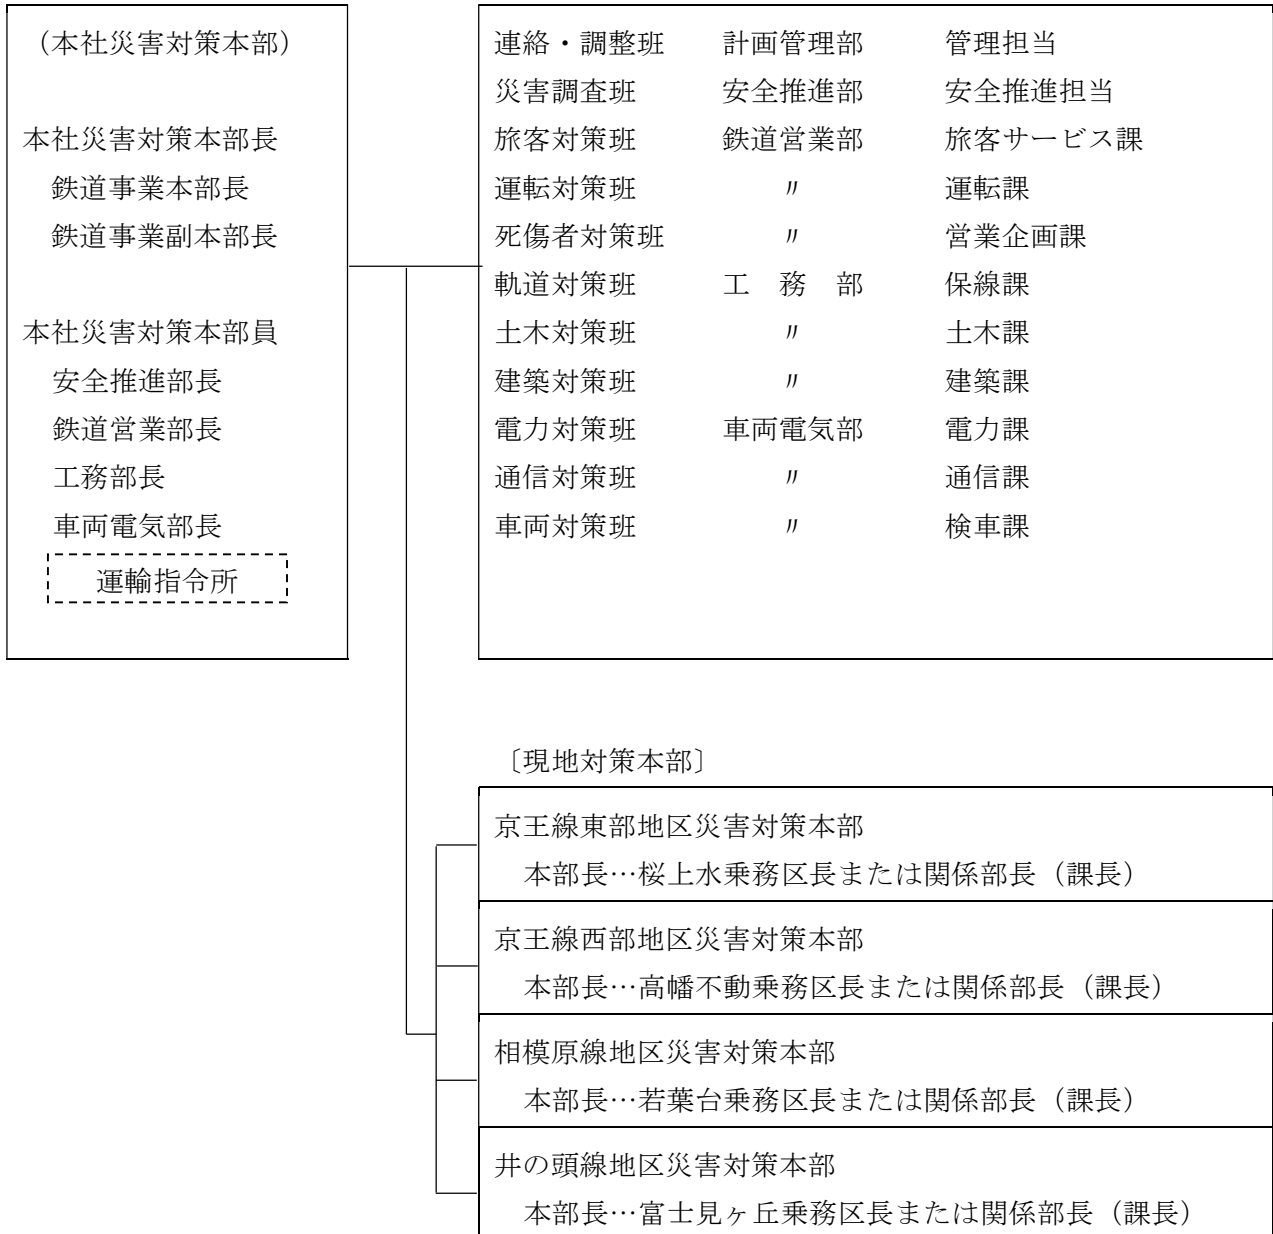 （本社災害対策本部）
本社災害対策本部長
鉄道事業本部長
鉄道事業副本部長
本社災害対策本部員
安全推進部長
鉄道営業部長
工務部長
車両電気部長
運輸指令所
連絡・調整班 計画管理部 管理担当
災害調査班 安全推進部 安全推進担当
旅客対策班 鉄道営業部 旅客サービス課
運転対策班 〃 運転課
死傷者対策班 〃 営業企画課
軌道対策班 工 務 部 保線課
土木対策班 〃 土木課
建築対策班 〃 建築課
電力対策班 車両電気部 電力課
通信対策班 〃 通信課
車両対策班 〃 検車課
〔現地対策本部〕
京王線東部地区災害対策本部
本部長…桜上水乗務区長または関係部長（課長）
京王線西部地区災害対策本部
本部長…高幡不動乗務区長または関係部長（課長）
相模原線地区災害対策本部
本部長…若葉台乗務区長または関係部長（課長）
井の頭線地区災害対策本部
本部長…富士見ヶ丘乗務区長または関係部長（課長）